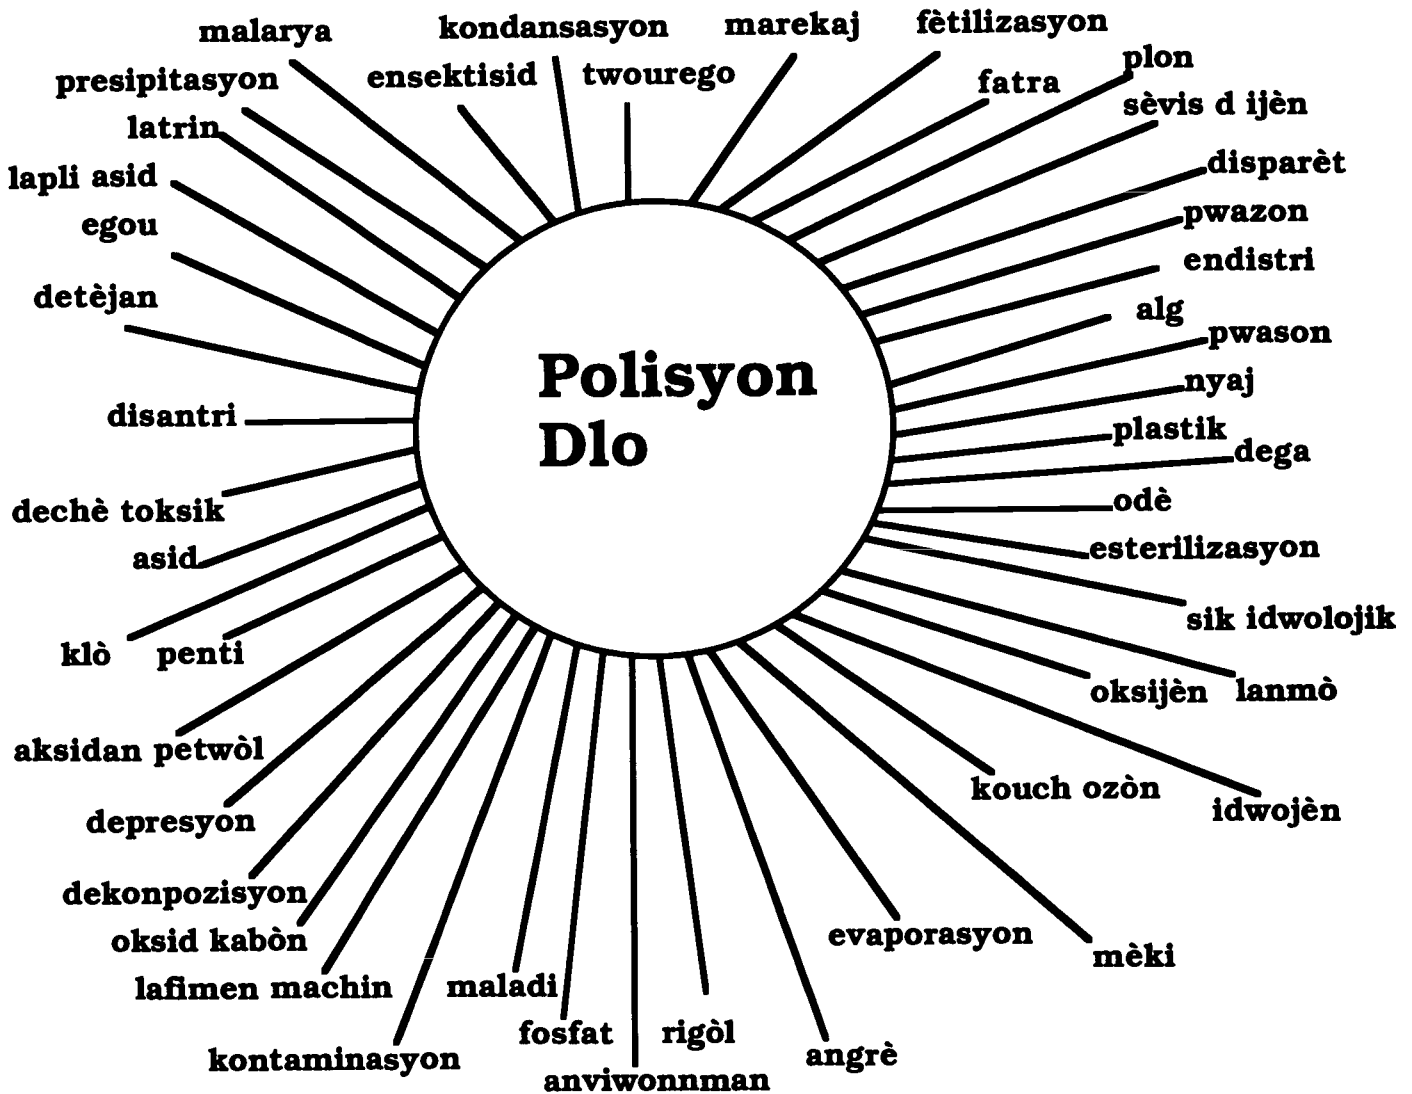 malarya
kondansasyon
marekaj
fètilizasyon
presipitasyon
ensektisid
twourego
fatra
plon
latrin
sèvis d ijèn
lapli asid
disparèt
egou
pwazon
endistri
detèjan
alg
pwason
nyaj
Polisyon
Dlo
disantri
plastik
dega
dechè toksik
odè
asid
esterilizasyon
sik idwolojik
klò
penti
oksijèn
lanmò
aksidan petwòl
kouch ozòn
idwojèn
depresyon
dekonpozisyon
oksid kabòn
evaporasyon
mèki
lafimen machin
maladi
fosfat
rigòl
kontaminasyon
angrè
anviwonnman